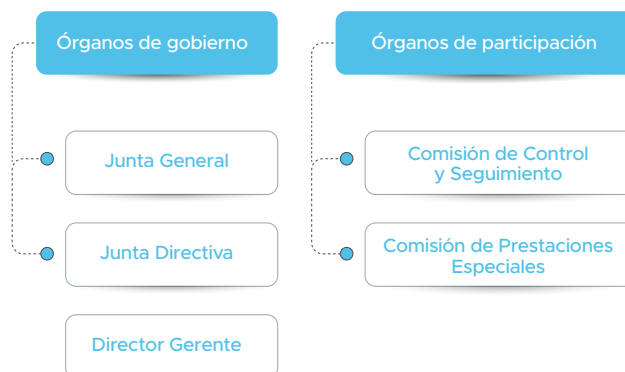 Órganos de gobierno
Junta General
Junta Directiva
Director Gerente
Órganos de participación
Comisión de Control
y Seguimiento
Comisión de Prestaciones
Especiales